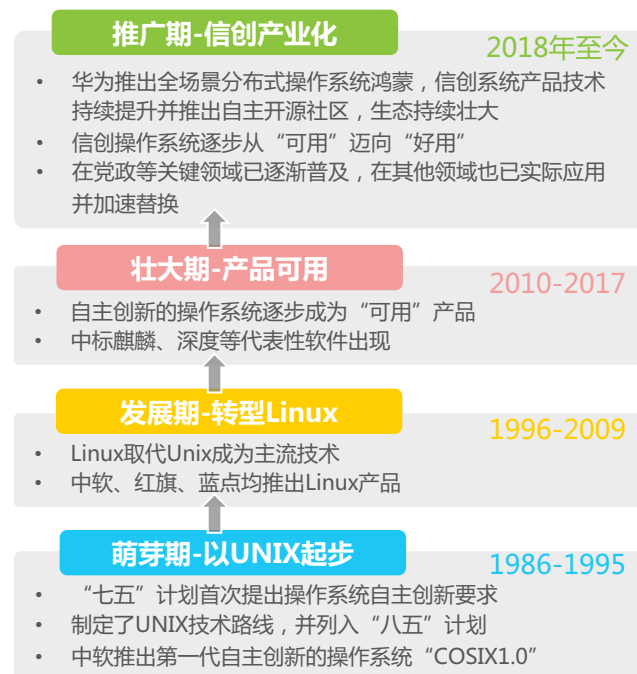 推广期-信创产业化
2018年至今
• 华为推出全场景分布式操作系统鸿蒙，信创系统产品技术
持续提升并推出自主开源社区，生态持续壮大
• 信创操作系统逐步从“可用”迈向“好用”
• 在党政等关键领域已逐渐普及，在其他领域也已实际应用
并加速替换
壮大期-产品可用
2010-2017
• 自主创新的操作系统逐步成为“可用”产品
• 中标麒麟、深度等代表性软件出现
发展期-转型Linux
1996-2009
• Linux取代Unix成为主流技术
• 中软、红旗、蓝点均推出Linux产品
萌芽期-以UNIX起步
1986-1995
• “七五”计划首次提出操作系统自主创新要求
• 制定了UNIX技术路线，并列入“八五”计划
• 中软推出第一代自主创新的操作系统“COSIX1.0”